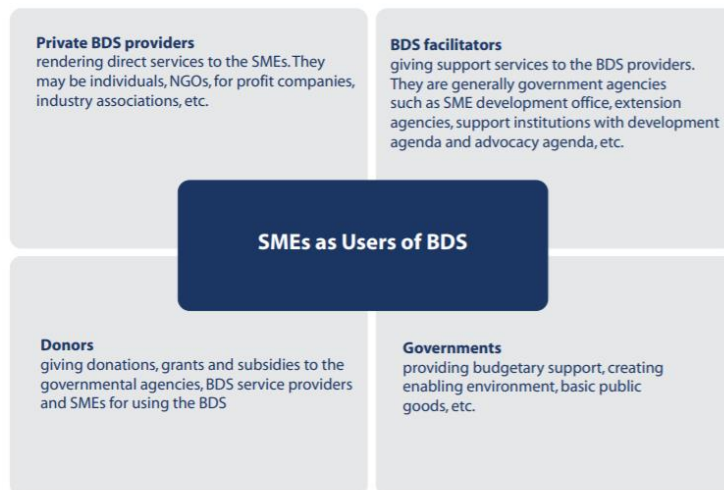 Private BDS providers
rendering direct services to the SMEs. They
may be individuals, NGOs, for profit companies,
industry associations, etc.
BDS facilitators
giving support services to the BDS providers.
They are generally government agencies
such as SME development office, extension
agencies, support institutions with development
agenda and advocacy agenda, etc.
SMEs as Users of BDS
Donors
giving donations, grants and subsidies to the
governmental agencies, BDS service providers
and SMEs for using the BDS
Governments
providing budgetary support, creating
enabling environment, basic public
goods, etc.